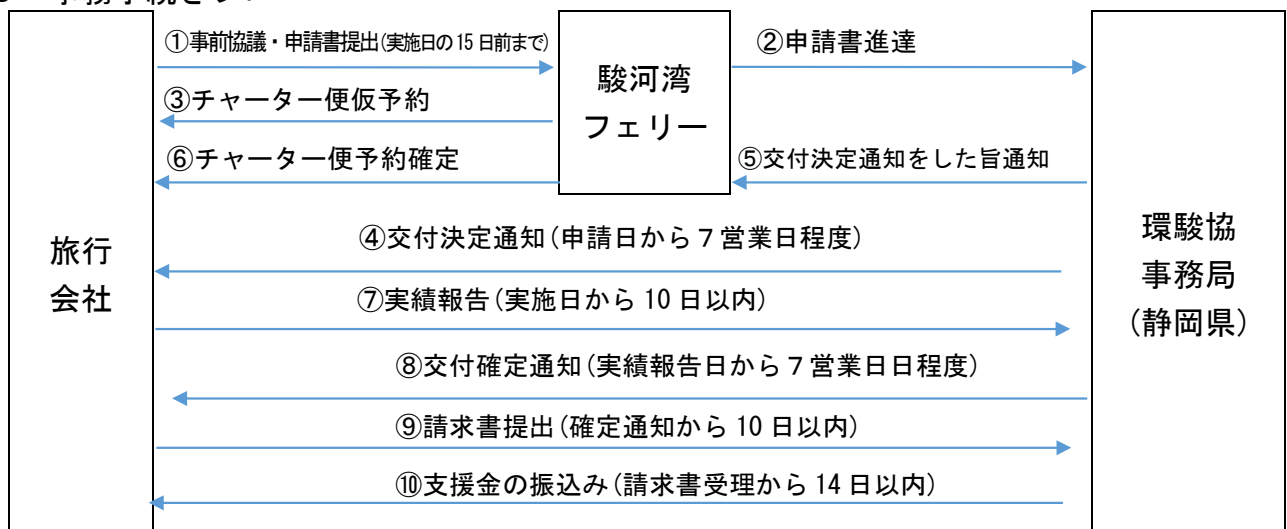 ①事前協議・申請書提出(実施日の15日前まで)
②申請書進達
駿河湾
フェリー
③チャーター便仮予約
⑥チャーター便予約確定
⑤交付決定通知をした旨通知
旅行
会社
④交付決定通知(申請日から７営業日程度)
環駿協
事務局
(静岡県)
⑦実績報告(実施日から10日以内)
⑧交付確定通知(実績報告日から７営業日日程度)
⑨請求書提出(確定通知から10日以内)
⑩支援金の振込み(請求書受理から14日以内)